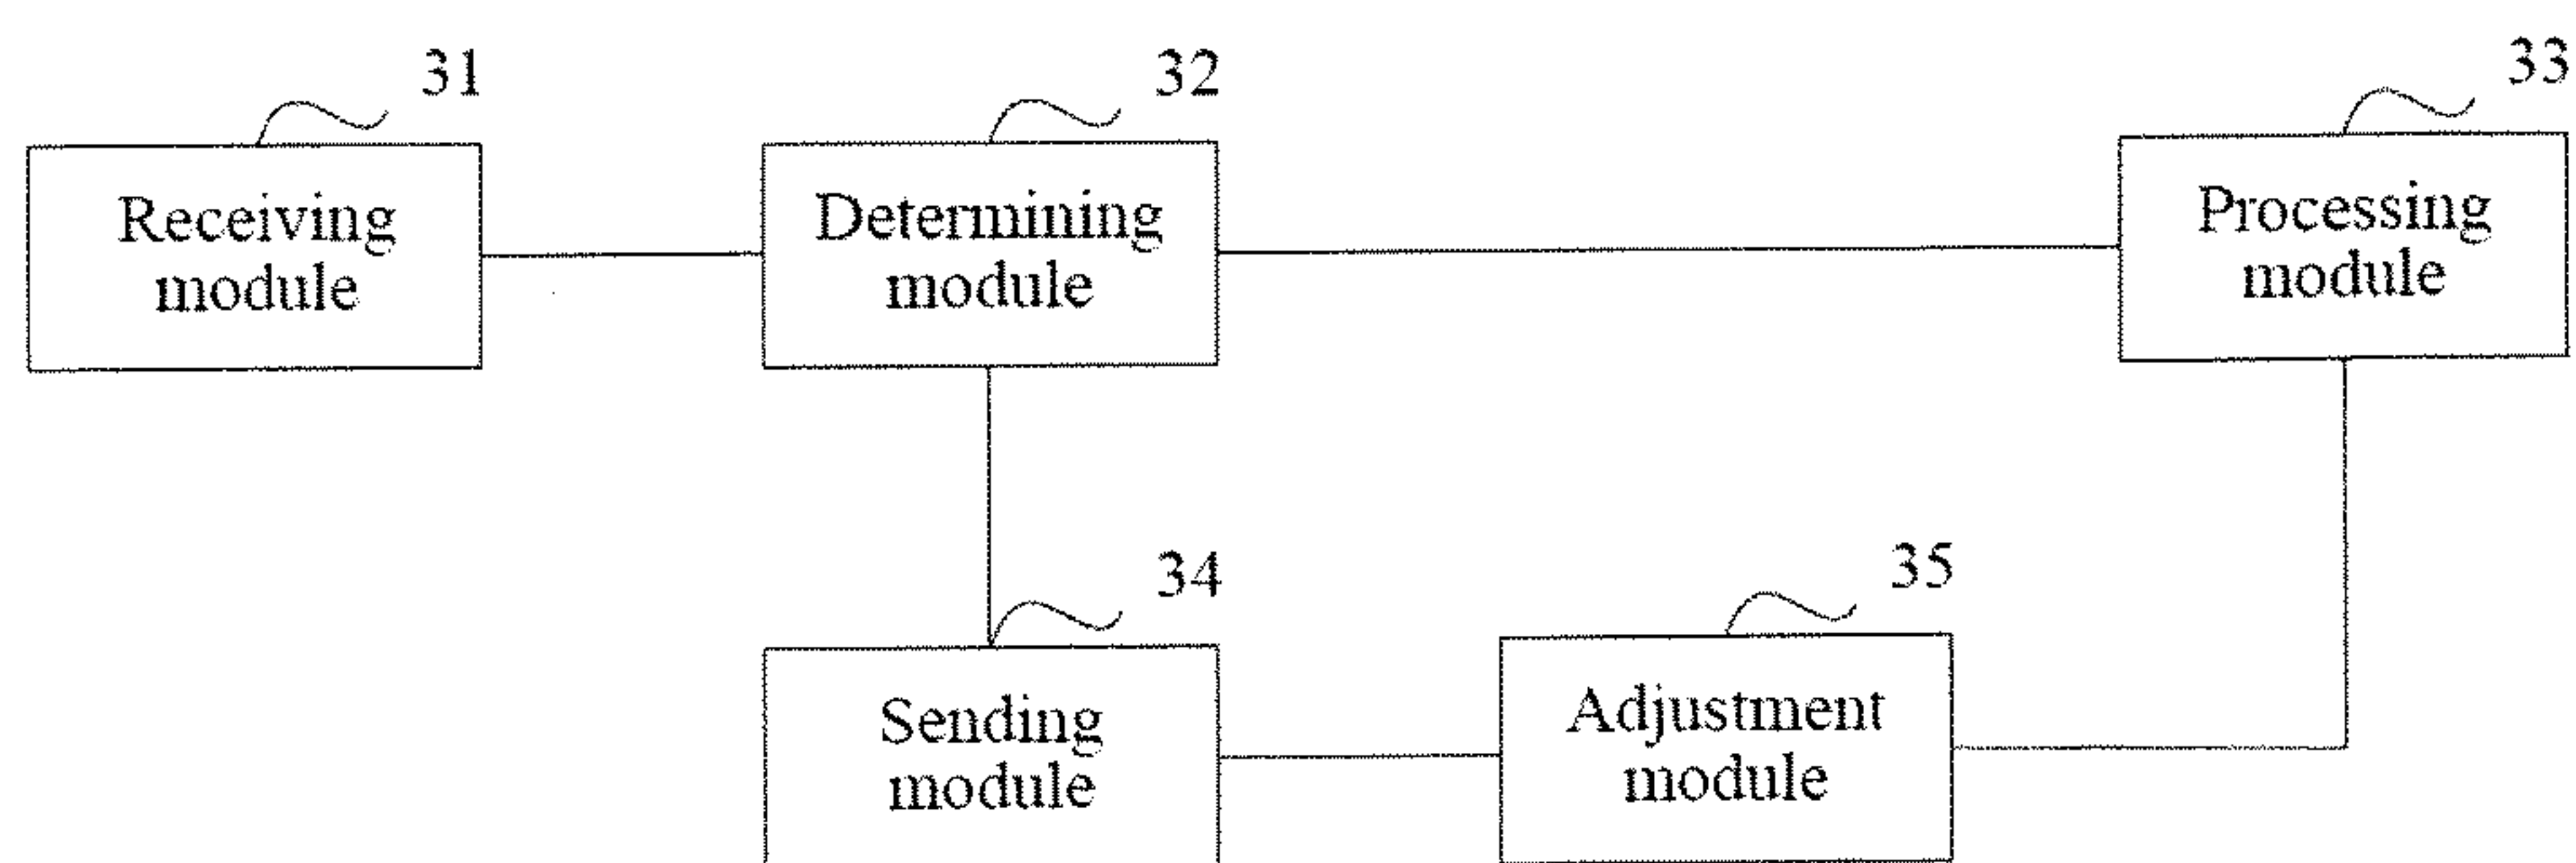 31
32
33
Receiving
module
Determining
module
Processing
module
34
35
Sending
module
Adjustment
module